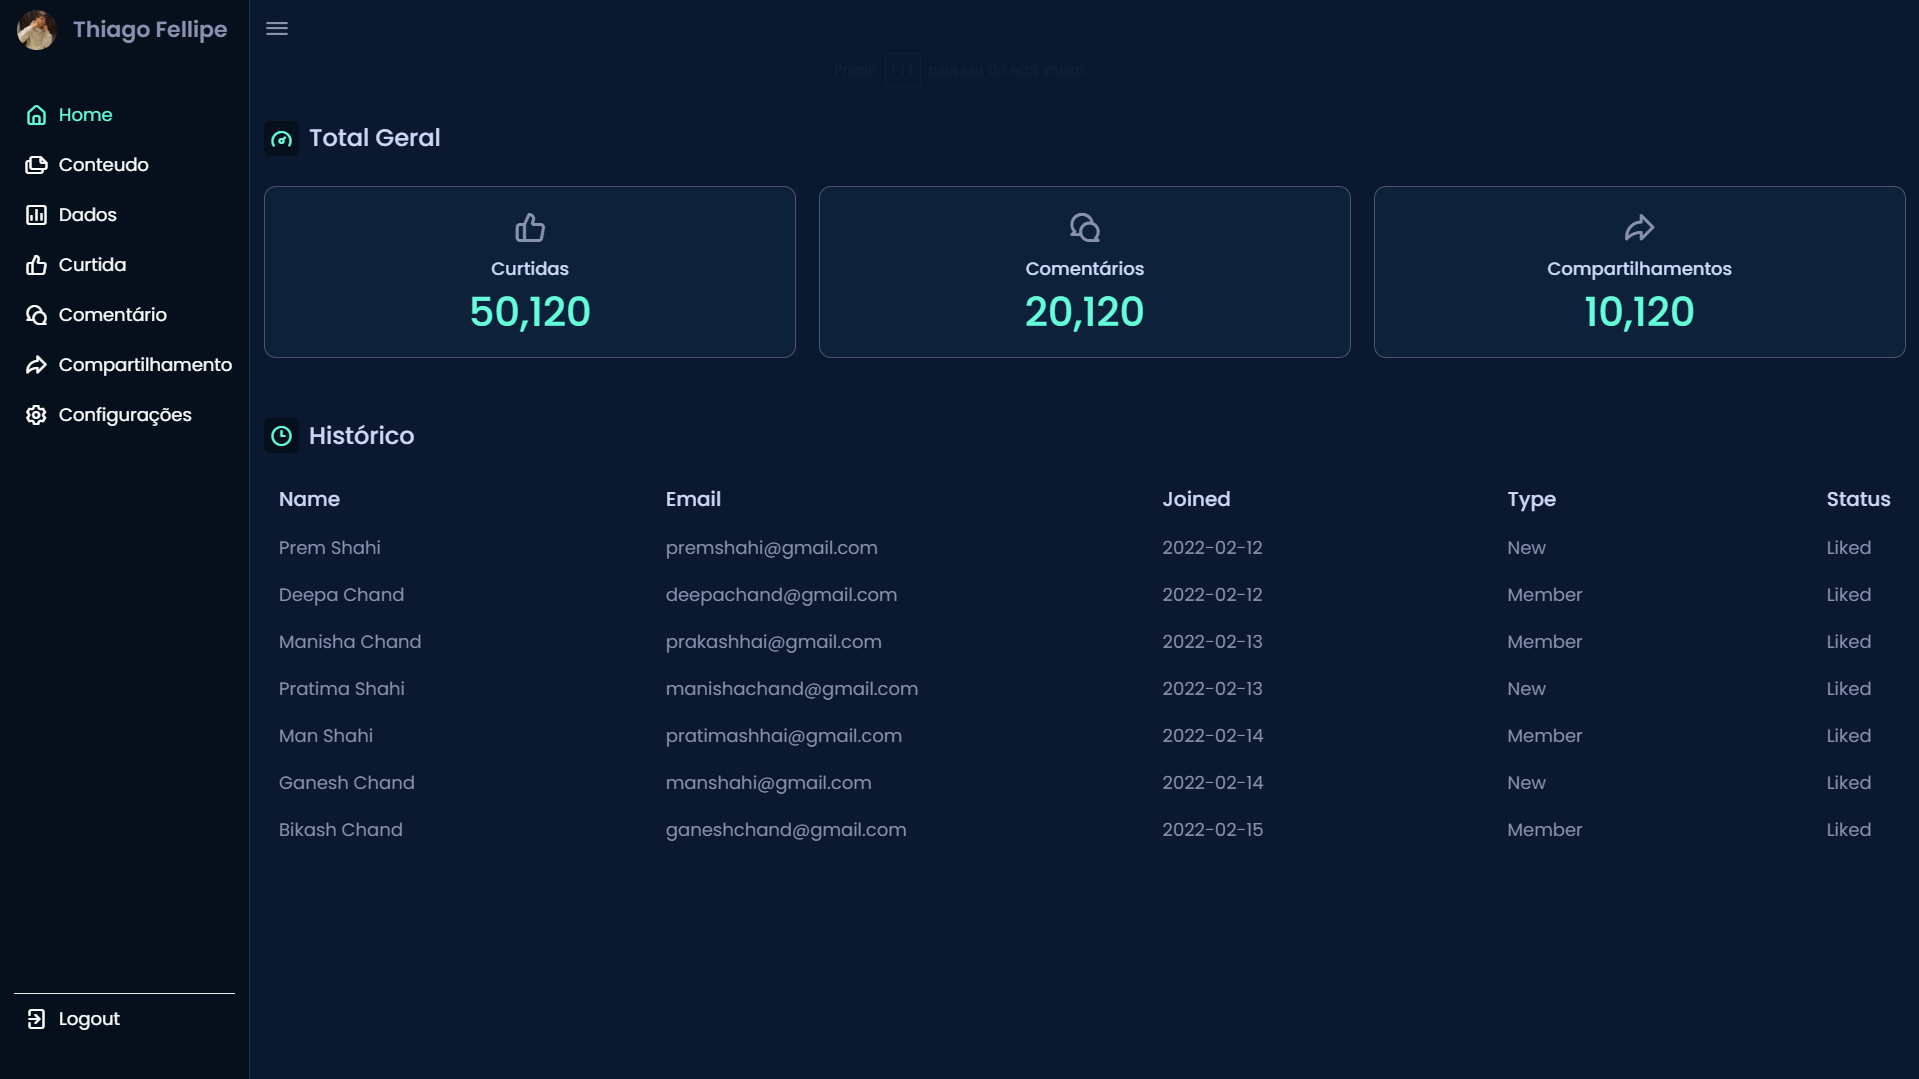 Thiago Fellipe
Premir F11 para sair do ecrã inteiro
Home
Conteudo
Dados
Curtida
Comentário
Compartilhamento
Configurações
Logout
Total Geral
Curtidas
50,120
Comentários
20,120
Compartilhamentos
10,120
Histórico
Name Email Joined Type Status
Prem Shahi premshahi@gmail.com 2022-02-12 New Liked
Deepa Chand deepachand@gmail.com 2022-02-12 Member Liked
Manisha Chand prakashhai@gmail.com 2022-02-13 Member Liked
Pratima Shahi manishachand@gmail.com 2022-02-13 New Liked
Man Shahi pratimashhai@gmail.com 2022-02-14 Member Liked
Ganesh Chand manshahi@gmail.com 2022-02-14 New Liked
Bikash Chand ganeshchand@gmail.com 2022-02-15 Member Liked